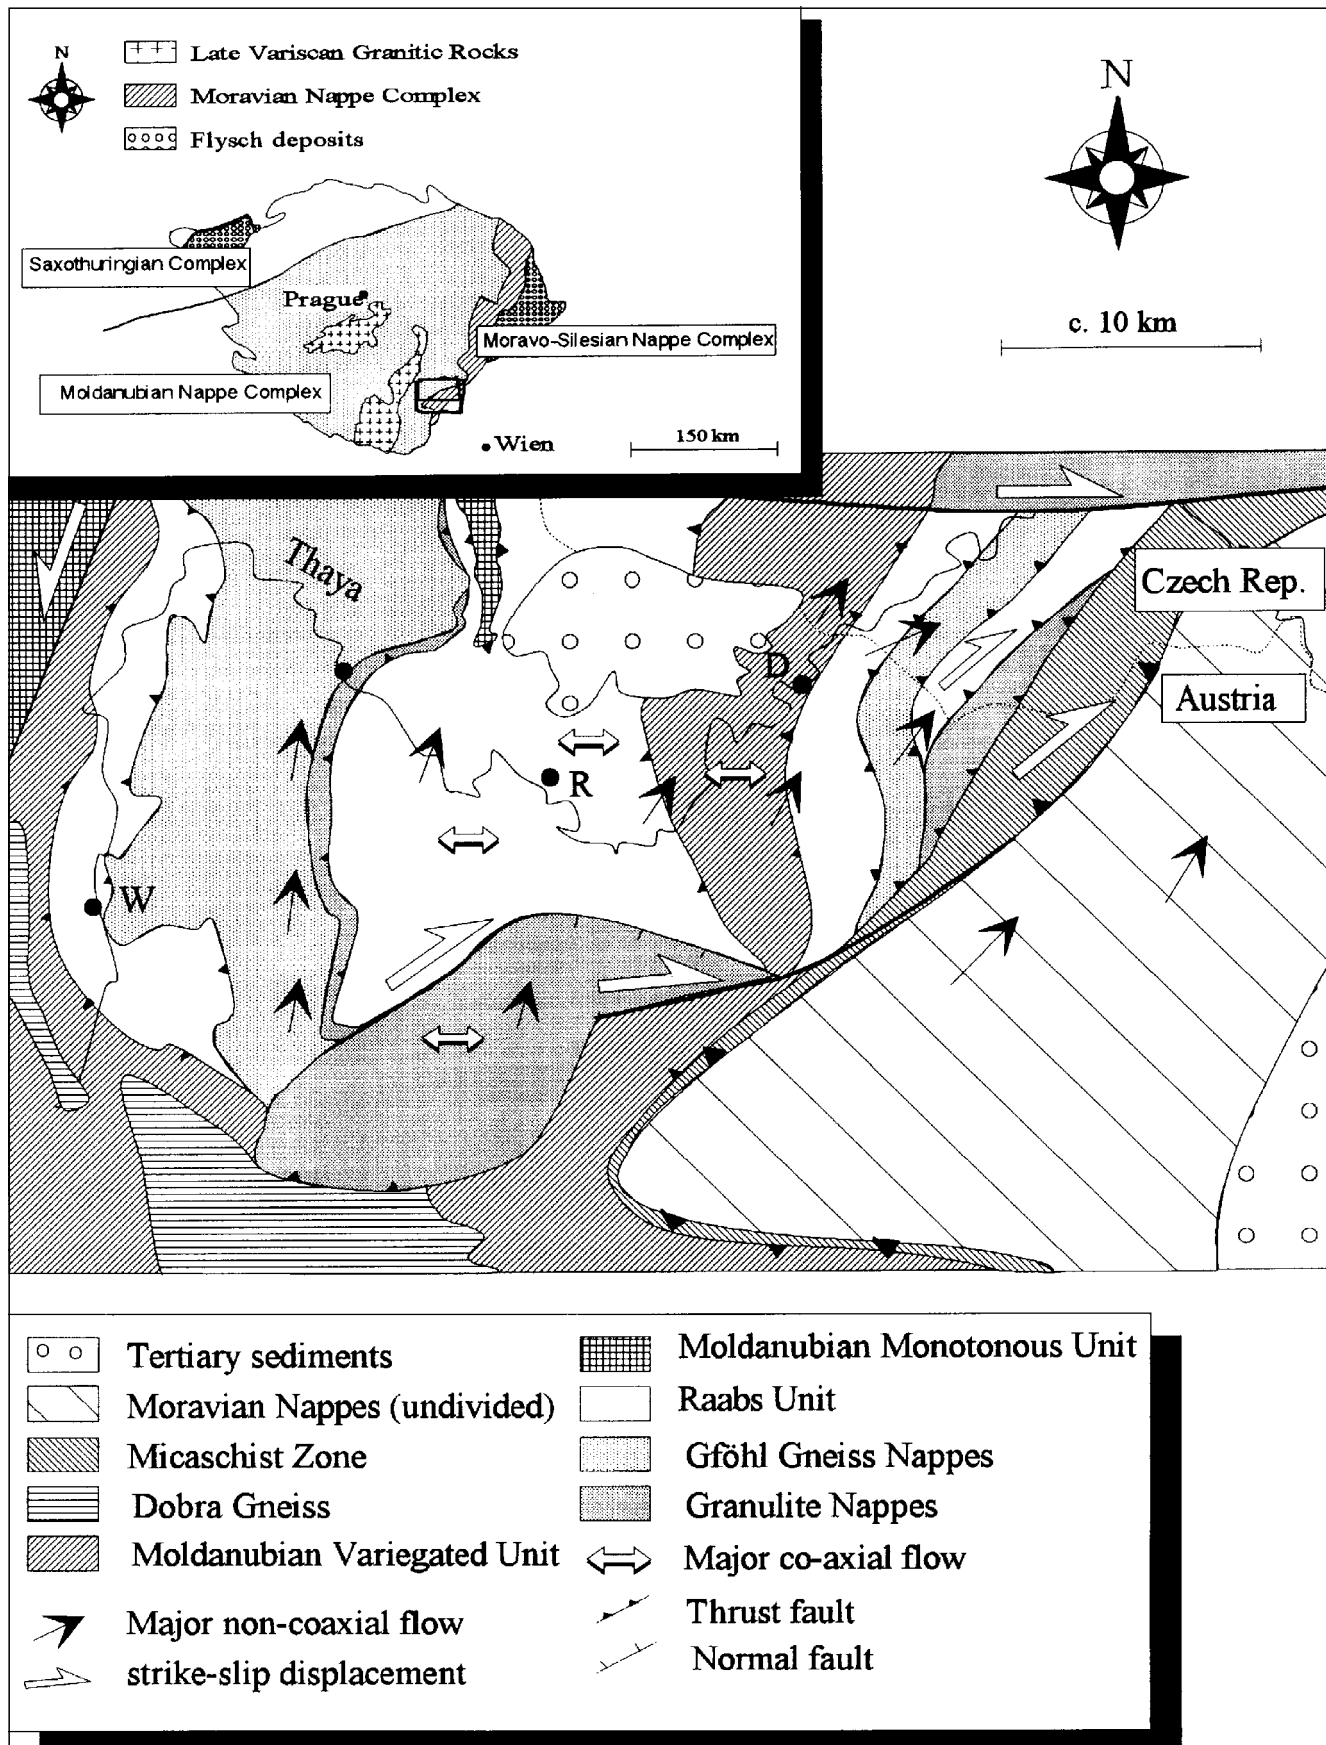 N
Late Variscan Granitic Rocks
Moravian Nappe Complex
Flysch deposits
Saxothuringian Complex
Prague
Moravo-Silesian Nappe Complex
Moldanubian Nappe Complex
Wien
150 km
N
c. 10 km
Thaya
Czech Rep.
D
Austria
R
W
Tertiary sediments
Moravian Nappes (undivided)
Micaschist Zone
Dobra Gneiss
Moldanubian Variegated Unit
Major non-coaxial flow
strike-slip displacement
Moldanubian Monotonous Unit
Raabs Unit
Gföhl Gneiss Nappes
Granulite Nappes
Major co-axial flow
Thrust fault
Normal fault